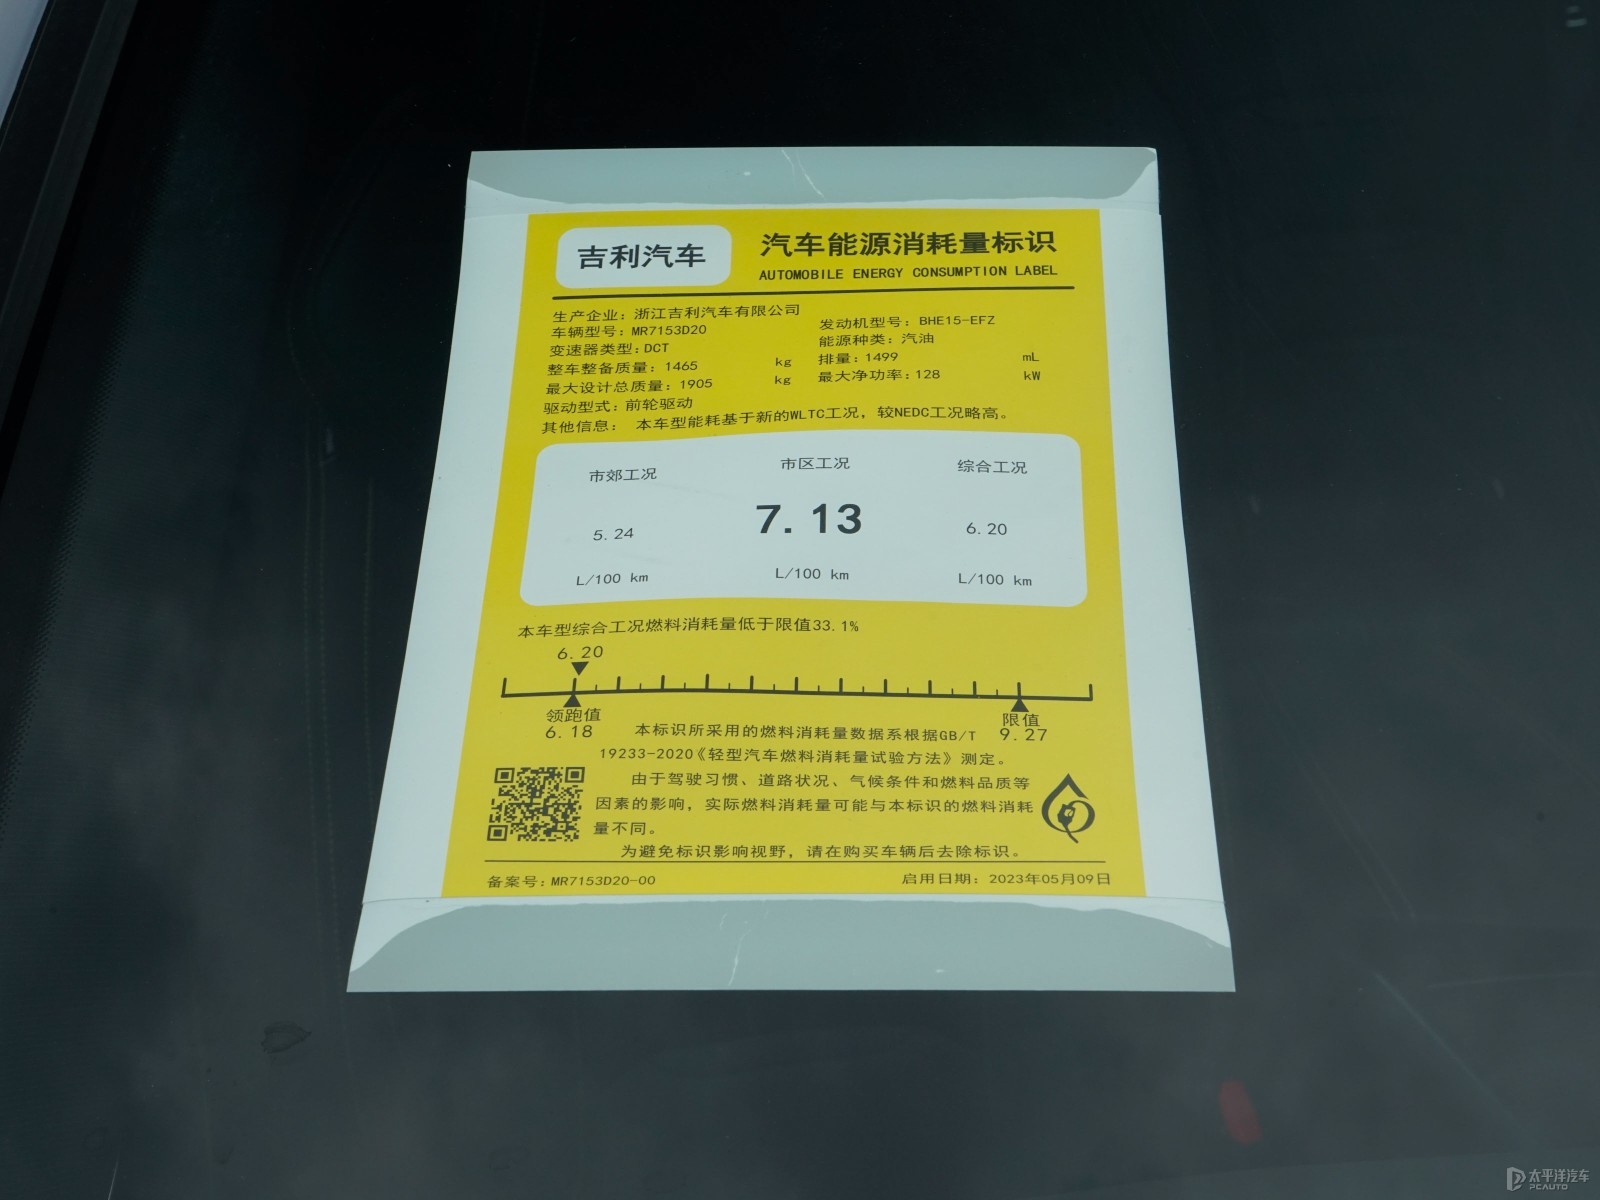 吉利汽车
汽车能源消耗量标识
AUTOMOBILE ENERGY CONSUMPTION LABEL
生产企业：浙江吉利汽车有限公司
车辆型号：MR7153D20
发动机型号：BHE15-EFZ
变速器类型：DCT
能源种类：汽油
整车整备质量：1465 kg
排量：1499 mL
最大设计总质量：1905 kg
最大净功率：128 kW
驱动型式：前轮驱动
其他信息： 本车型能耗基于新的WLTC工况，较NEDC工况略高。
市郊工况 市区工况 综合工况
5.24 7.13 6.20
L/100 km L/100 km L/100 km
本车型综合工况燃料消耗量低于限值33.1%
6.20
领跑值 限值
6.18 9.27
本标识所采用的燃料消耗量数据系根据GB/T
19233-2020《轻型汽车燃料消耗量试验方法》测定。
由于驾驶习惯、道路状况、气候条件和燃料品质等
因素的影响，实际燃料消耗量可能与本标识的燃料消耗
量不同。
为避免标识影响视野，请在购买车辆后去除标识。
备案号：MR7153D20-00 启用日期：2023年05月09日
太平洋汽车
PCAUTO